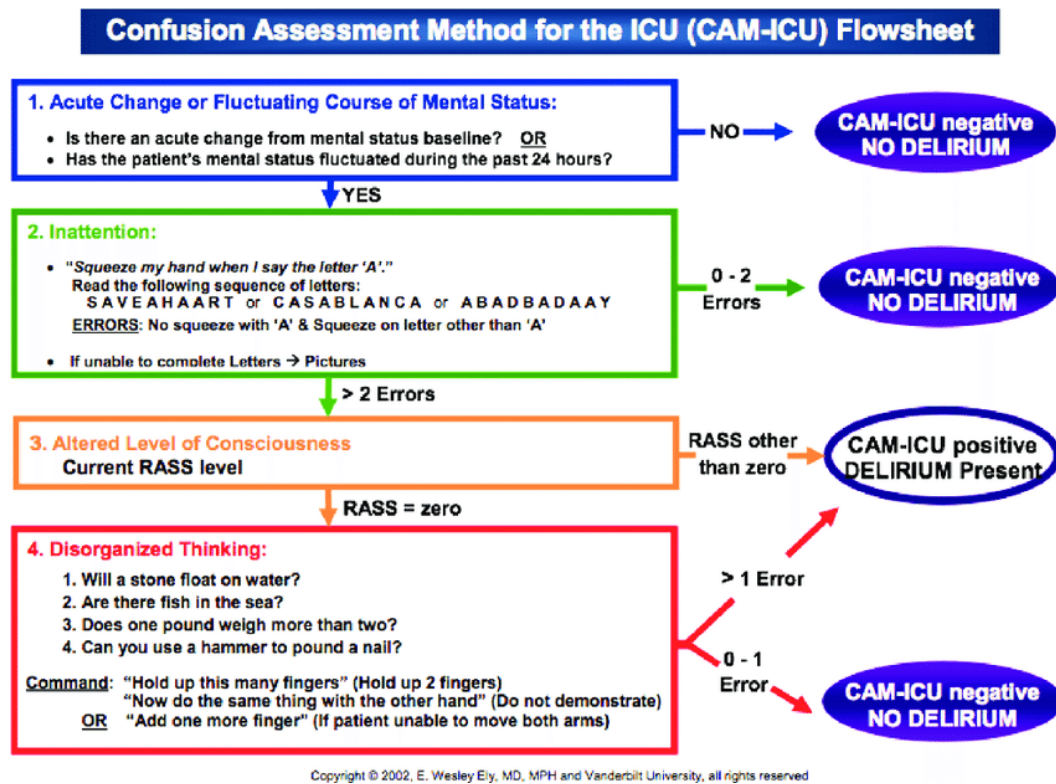 Confusion Assessment Method for the ICU (CAM-ICU) Flowsheet
1. Acute Change or Fluctuating Course of Mental Status:
• Is there an acute change from mental status baseline? OR
• Has the patient's mental status fluctuated during the past 24 hours?
NO
CAM-ICU negative
NO DELIRIUM
YES
2. Inattention:
• "Squeeze my hand when I say the letter 'A'."
Read the following sequence of letters:
S A V E A H A A R T or C A S A B L A N C A or A B A D B A D A A Y
ERRORS: No squeeze with 'A' & Squeeze on letter other than 'A'
• If unable to complete Letters → Pictures
0 - 2
Errors
CAM-ICU negative
NO DELIRIUM
> 2 Errors
3. Altered Level of Consciousness
Current RASS level
RASS other
than zero
CAM-ICU positive
DELIRIUM Present
RASS = zero
4. Disorganized Thinking:
1. Will a stone float on water?
2. Are there fish in the sea?
3. Does one pound weigh more than two?
4. Can you use a hammer to pound a nail?
Command: "Hold up this many fingers" (Hold up 2 fingers)
"Now do the same thing with the other hand" (Do not demonstrate)
OR "Add one more finger" (If patient unable to move both arms)
> 1 Error
0 - 1
Error
CAM-ICU negative
NO DELIRIUM
Copyright © 2002, E. Wesley Ely, MD, MPH and Vanderbilt University, all rights reserved